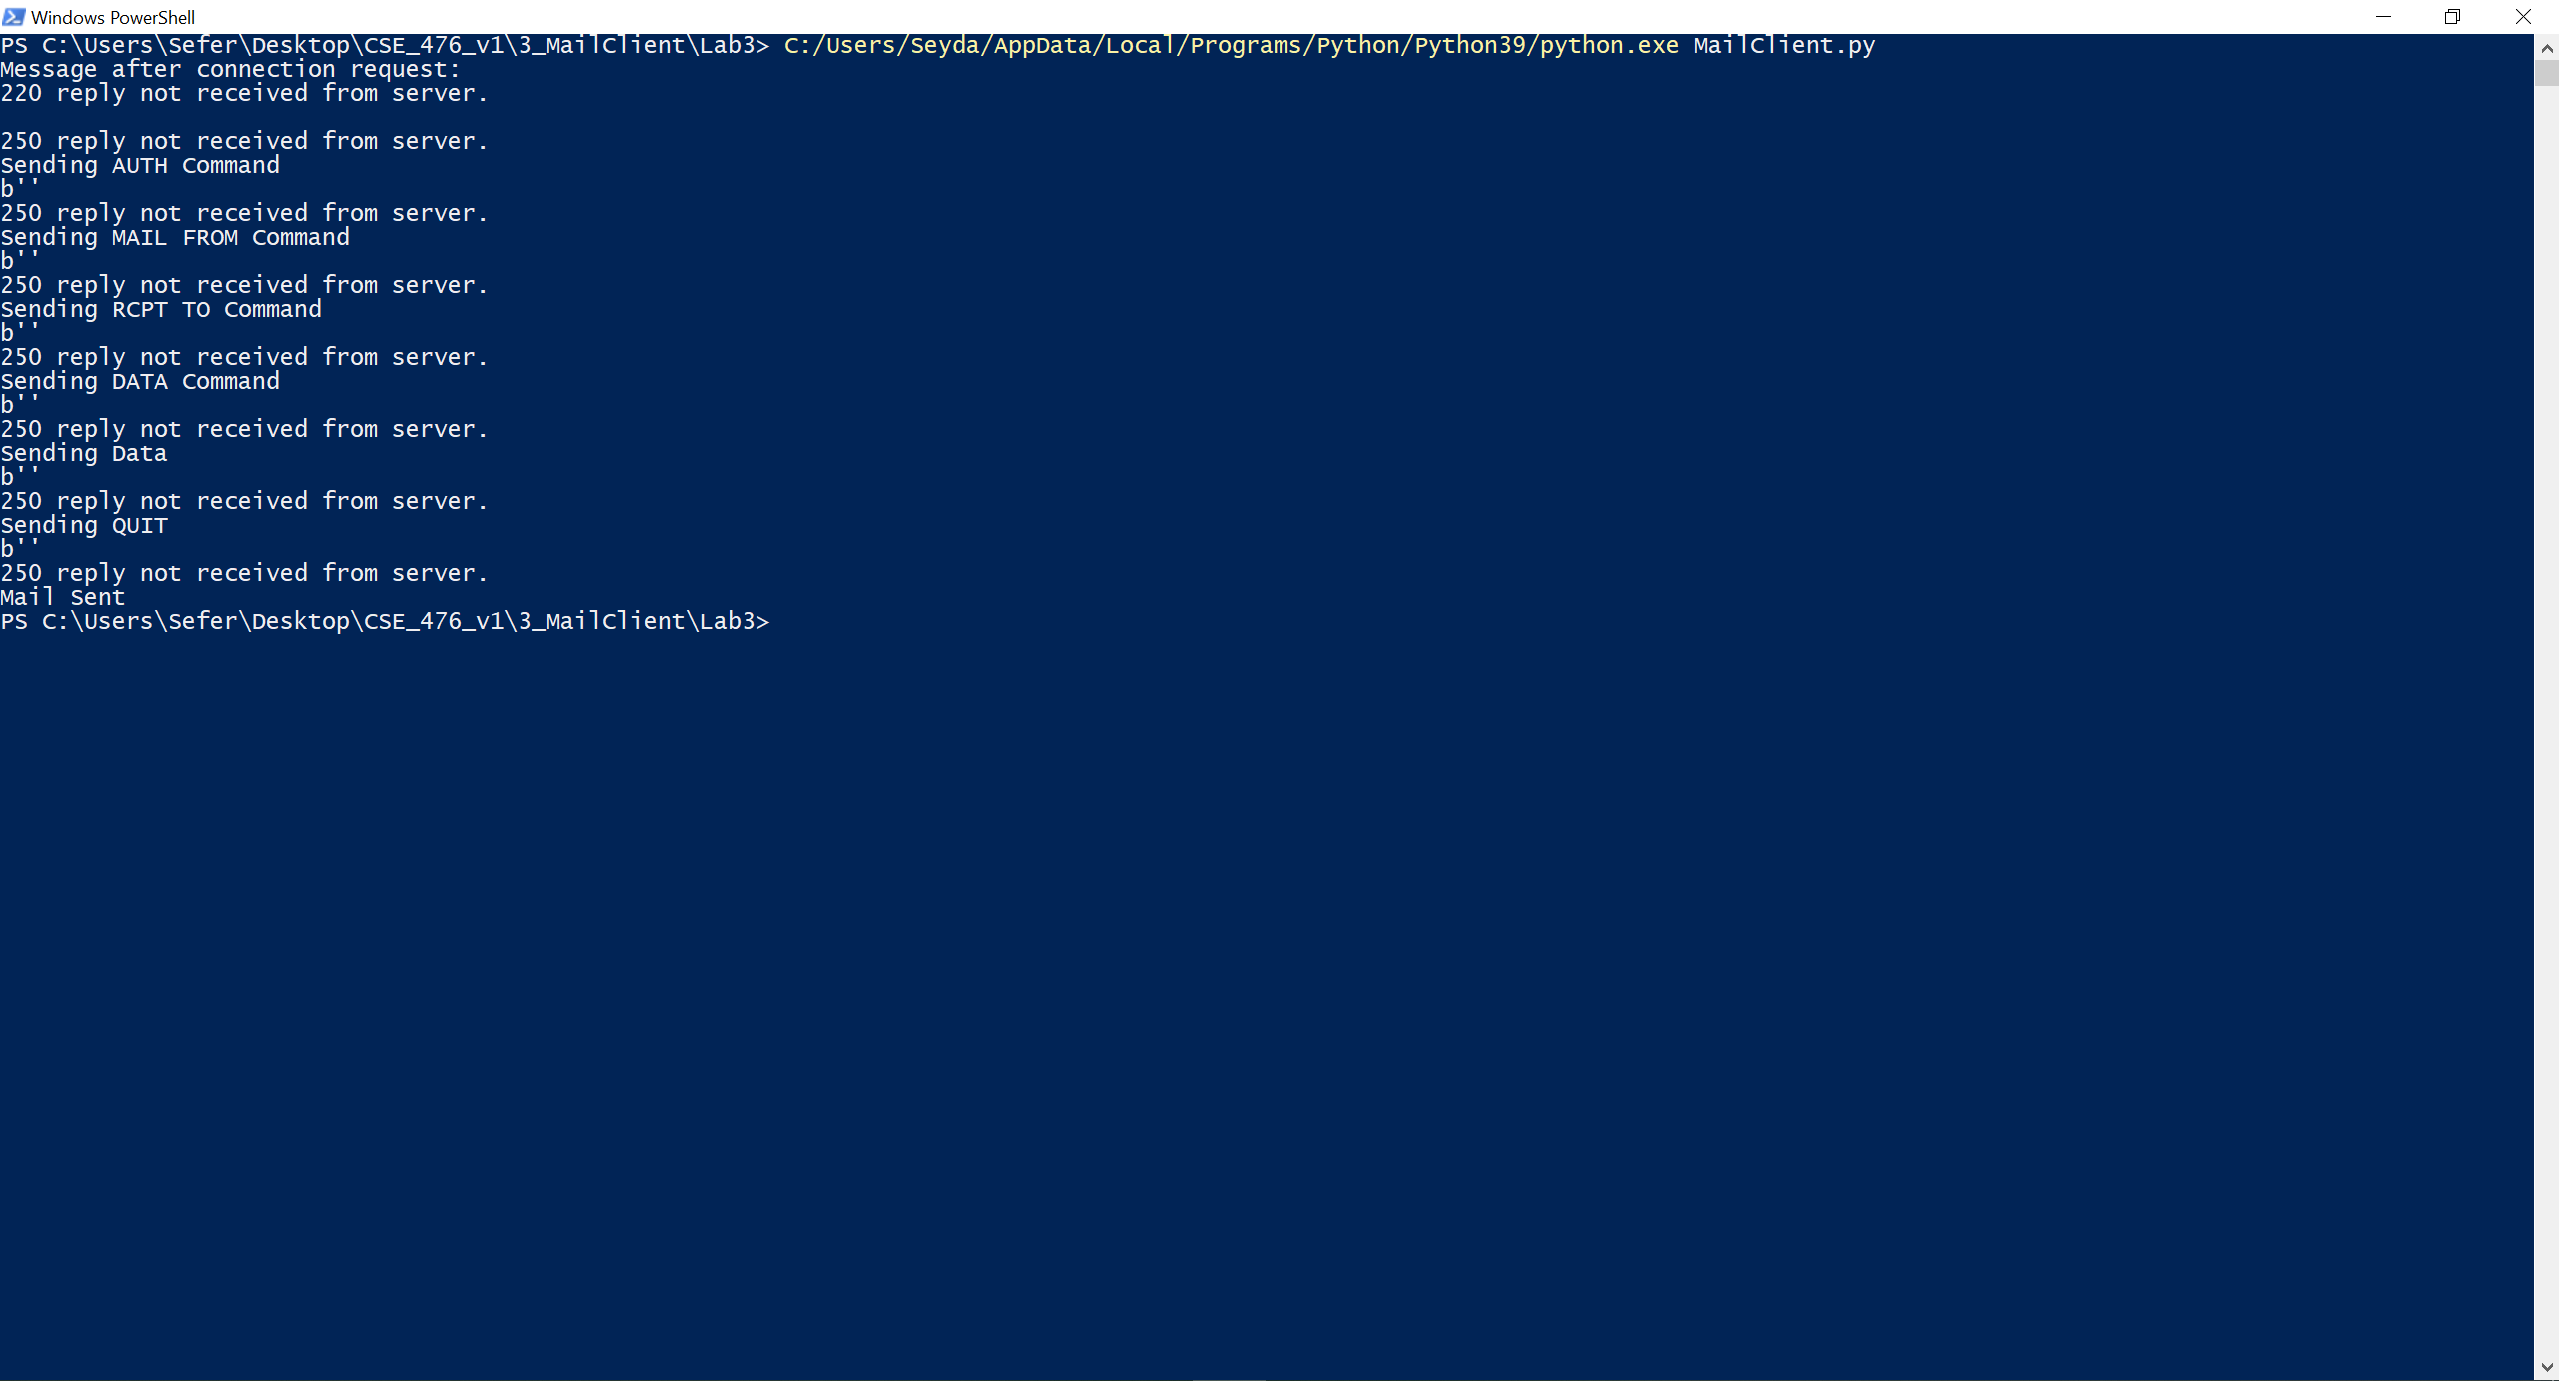 Windows PowerShell
PS C:\Users\Sefer\Desktop\CSE_476_v1\3_MailClient\Lab3> C:/Users/Seyda/AppData/Local/Programs/Python/Python39/python.exe MailClient.py
Message after connection request:
220 reply not received from server.
250 reply not received from server.
Sending AUTH Command
b''
250 reply not received from server.
Sending MAIL FROM Command
b''
250 reply not received from server.
Sending RCPT TO Command
b''
250 reply not received from server.
Sending DATA Command
b''
250 reply not received from server.
Sending Data
b''
250 reply not received from server.
Sending QUIT
b''
250 reply not received from server.
Mail Sent
PS C:\Users\Sefer\Desktop\CSE_476_v1\3_MailClient\Lab3>